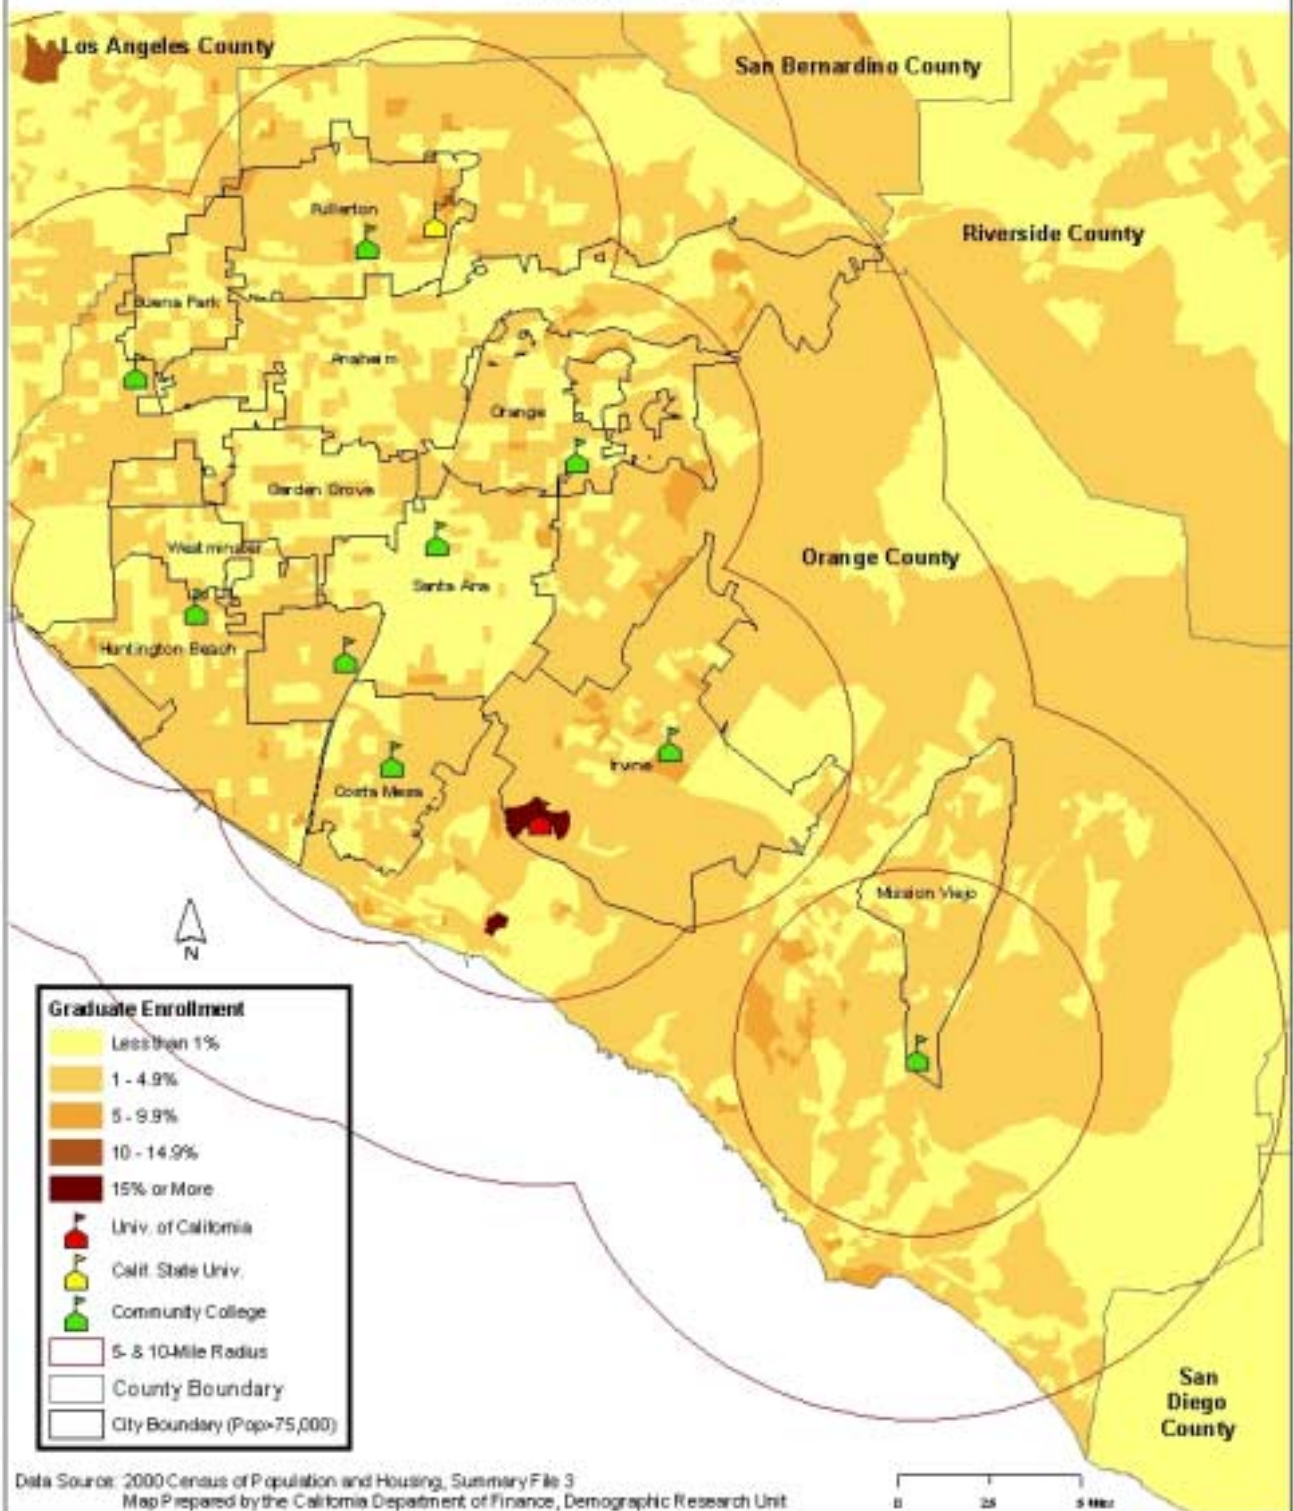 Los Angeles County
San Bernardino County
Fullerton
Riverside County
Buena Park
Anaheim
Orange
Garden Grove
Westminster
Orange County
Santa Ana
Huntington Beach
Irvine
Costa Mesa
Mission Viejo
N
Graduate Enrollment
Less than 1%
1 - 4.9%
5 - 9.9%
10 - 14.9%
15% or More
Univ. of California
Calif. State Univ.
Community College
5- & 10-Mile Radius
County Boundary
City Boundary (Pop>75,000)
San
Diego
County
Data Source: 2000 Census of Population and Housing, Summary File 3
Map Prepared by the California Department of Finance, Demographic Research Unit
0 2.5 5 Miles